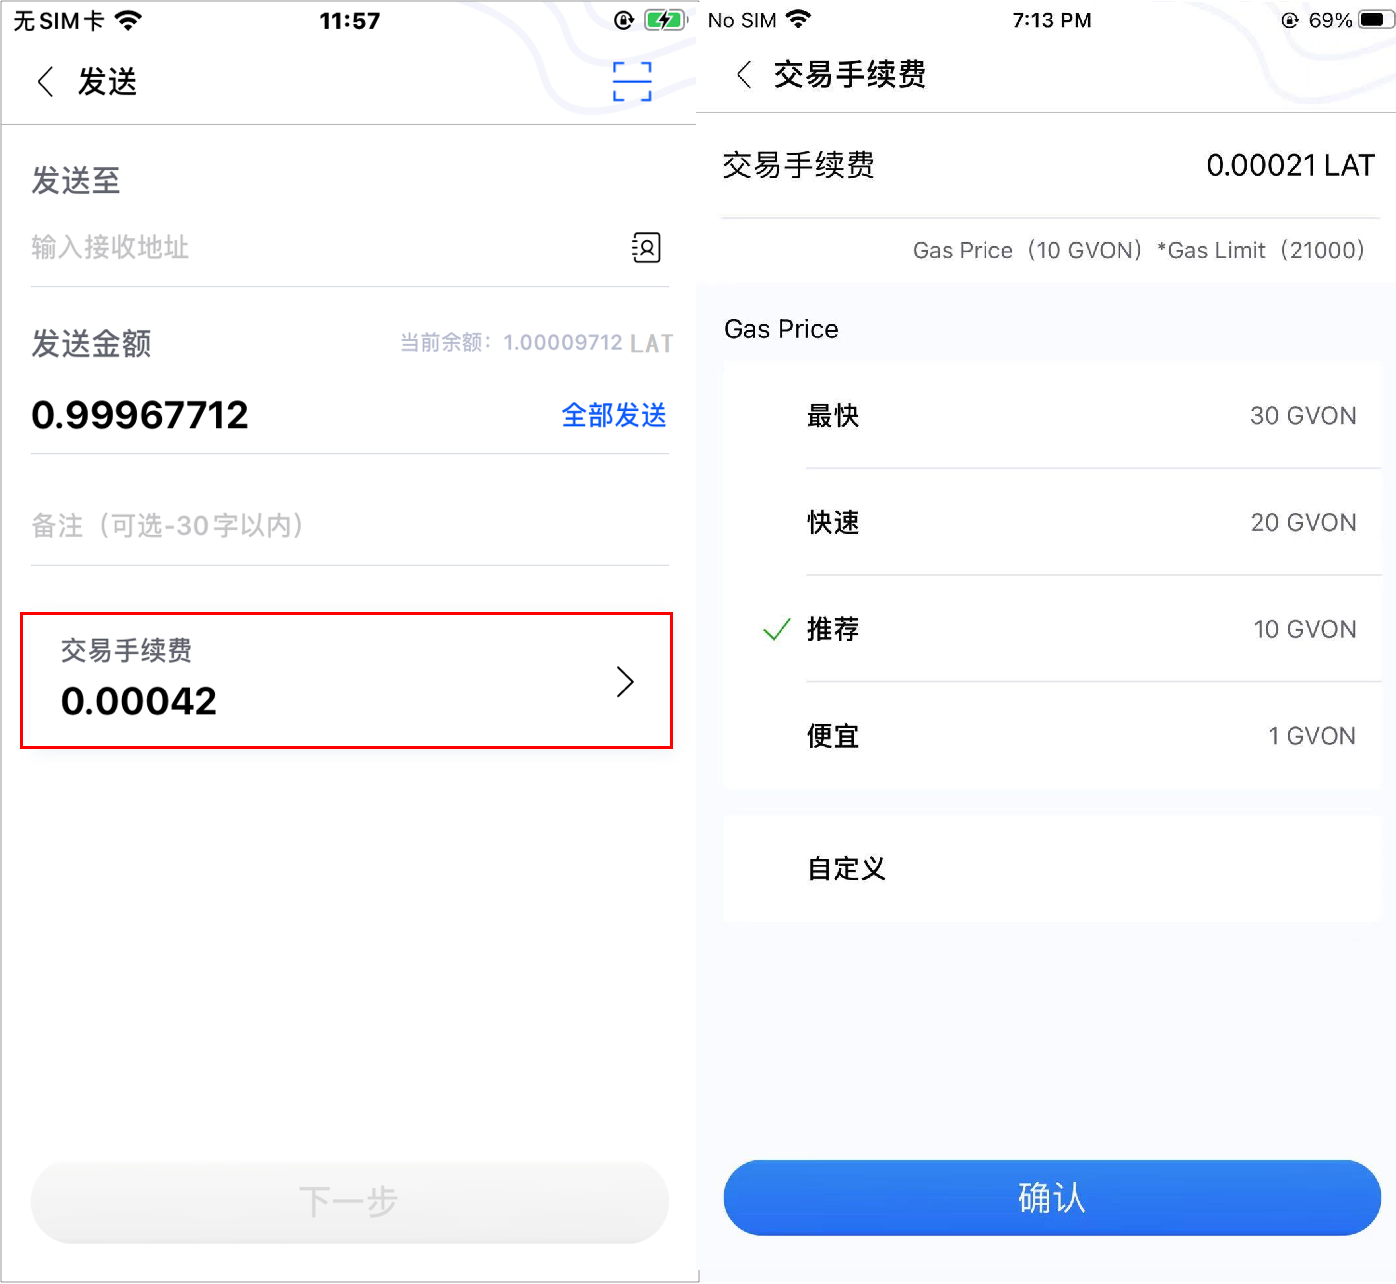 无SIM卡
11:57
发送
发送至
输入接收地址
发送金额
当前余额：1.00009712 LAT
0.99967712
全部发送
备注（可选-30字以内）
交易手续费
0.00042
下一步
No SIM
7:13 PM
69%
交易手续费
交易手续费
0.00021 LAT
Gas Price（10 GVON）*Gas Limit（21000）
Gas Price
最快
30 GVON
快速
20 GVON
推荐
10 GVON
便宜
1 GVON
自定义
确认